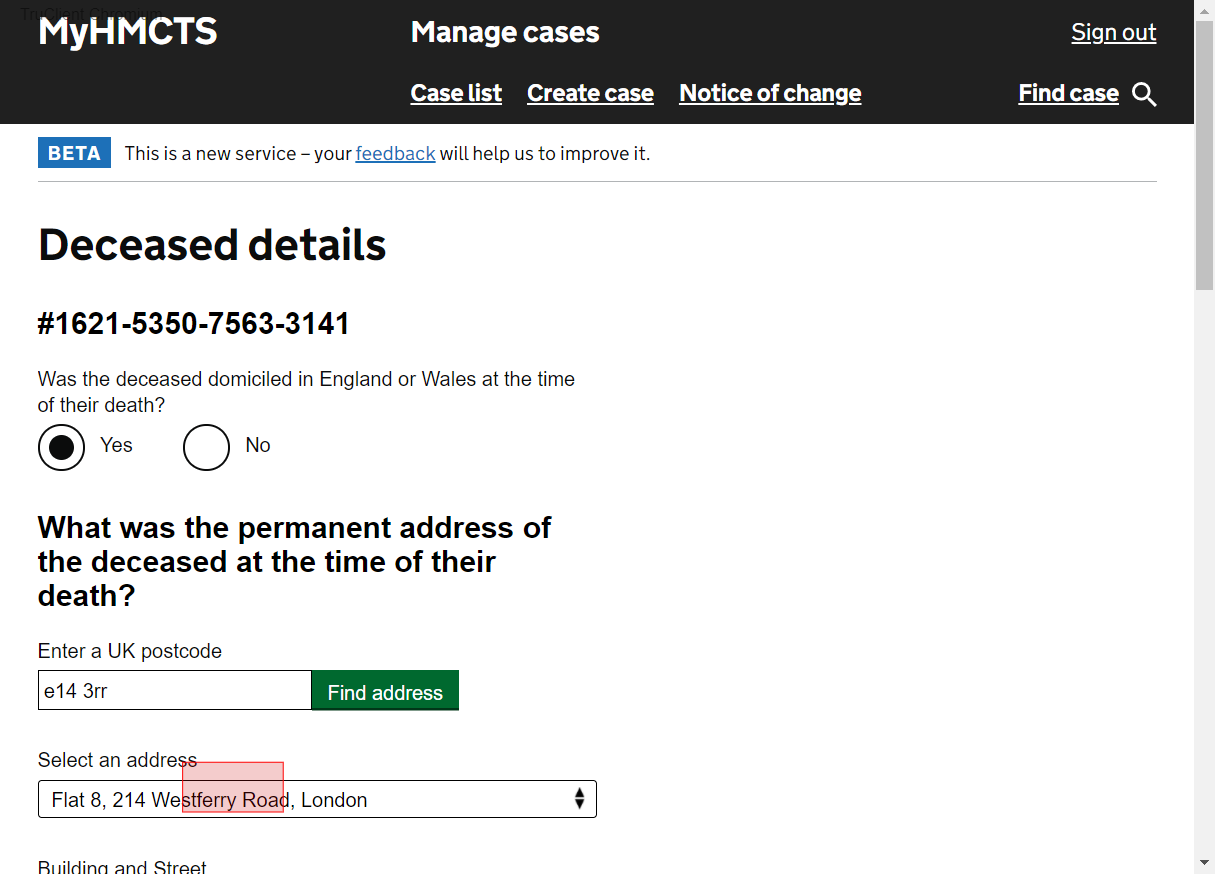 TruClient Chromium
MyHMCTS
Manage cases
Sign out
Case list
Create case
Notice of change
Find case
BETA
This is a new service – your feedback will help us to improve it.
Deceased details
#1621-5350-7563-3141
Was the deceased domiciled in England or Wales at the time
of their death?
Yes
No
What was the permanent address of
the deceased at the time of their
death?
Enter a UK postcode
e14 3rr
Find address
Select an address
Flat 8, 214 Westferry Road, London
Building and Street